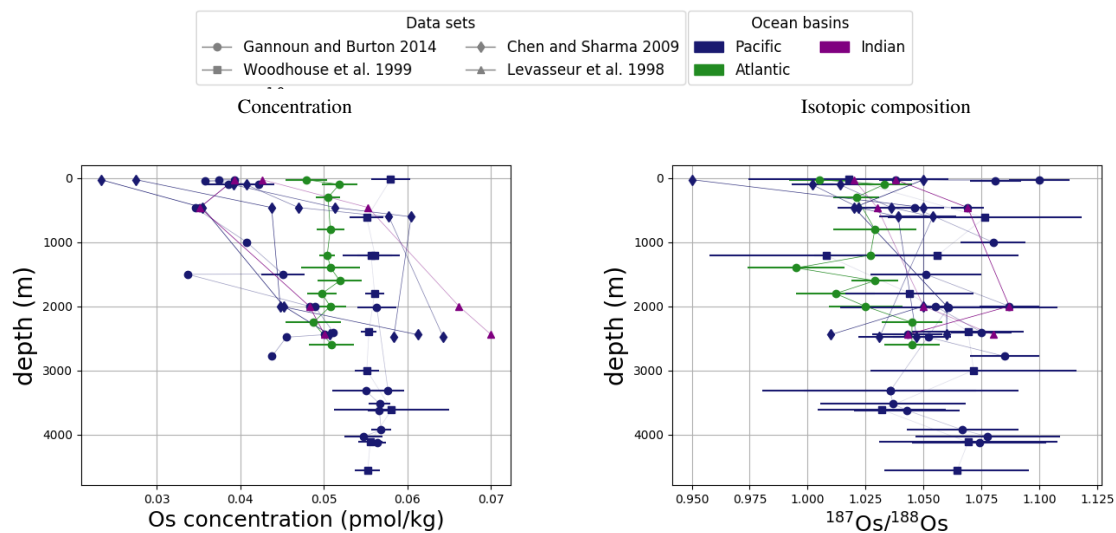 Data sets
Gannoun and Burton 2014
Chen and Sharma 2009
Woodhouse et al. 1999
Levasseur et al. 1998
Ocean basins
Pacific
Indian
Atlantic
Concentration
Isotopic composition
depth (m)
0
1000
2000
3000
4000
0.03
0.04
0.05
0.06
0.07
Os concentration (pmol/kg)
depth (m)
0
1000
2000
3000
4000
0.950
0.975
1.000
1.025
1.050
1.075
1.100
1.125
¹⁸⁷Os/¹⁸⁸Os